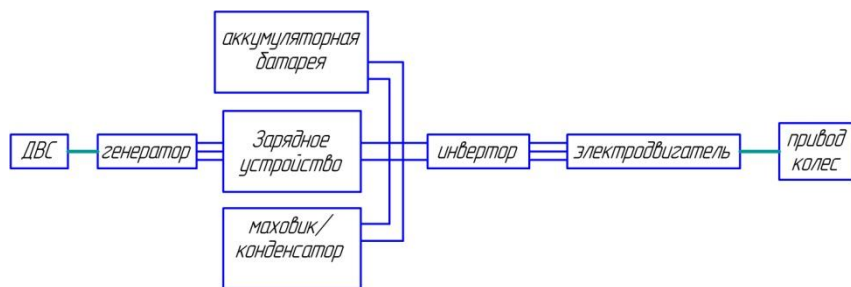 аккумуляторная
батарея
ДВС
генератор
Зарядное
устройство
инвертор
электродвигатель
привод
колес
маховик/
конденсатор